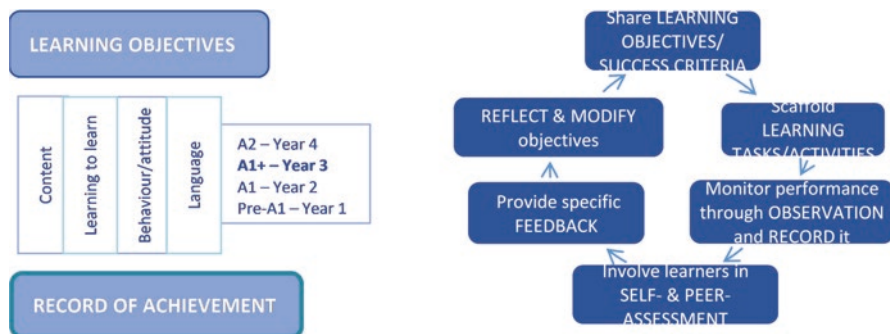 LEARNING OBJECTIVES
Content
Learning to learn
Behaviour/attitude
Language
A2 – Year 4
A1+ – Year 3
A1 – Year 2
Pre-A1 – Year 1
RECORD OF ACHIEVEMENT
Share LEARNING
OBJECTIVES/
SUCCESS CRITERIA
Scaffold
LEARNING
TASKS/ACTIVITIES
Monitor performance
through OBSERVATION
and RECORD it
Involve learners in
SELF- & PEER-
ASSESSMENT
Provide specific
FEEDBACK
REFLECT & MODIFY
objectives